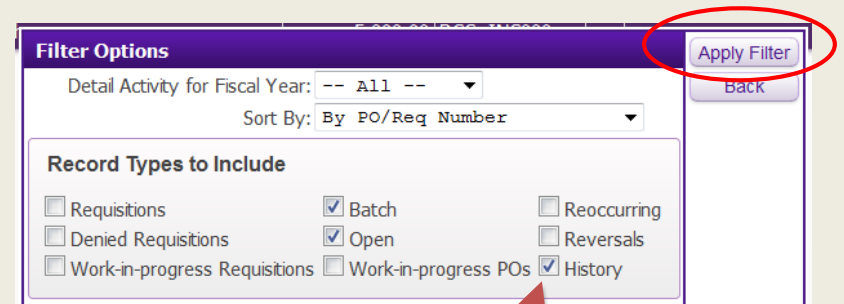 Filter Options
Apply Filter
Detail Activity for Fiscal Year: -- All --
Back
Sort By: By PO/Req Number
Record Types to Include
Requisitions Batch Reoccurring
Denied Requisitions Open Reversals
Work-in-progress Requisitions Work-in-progress POs History